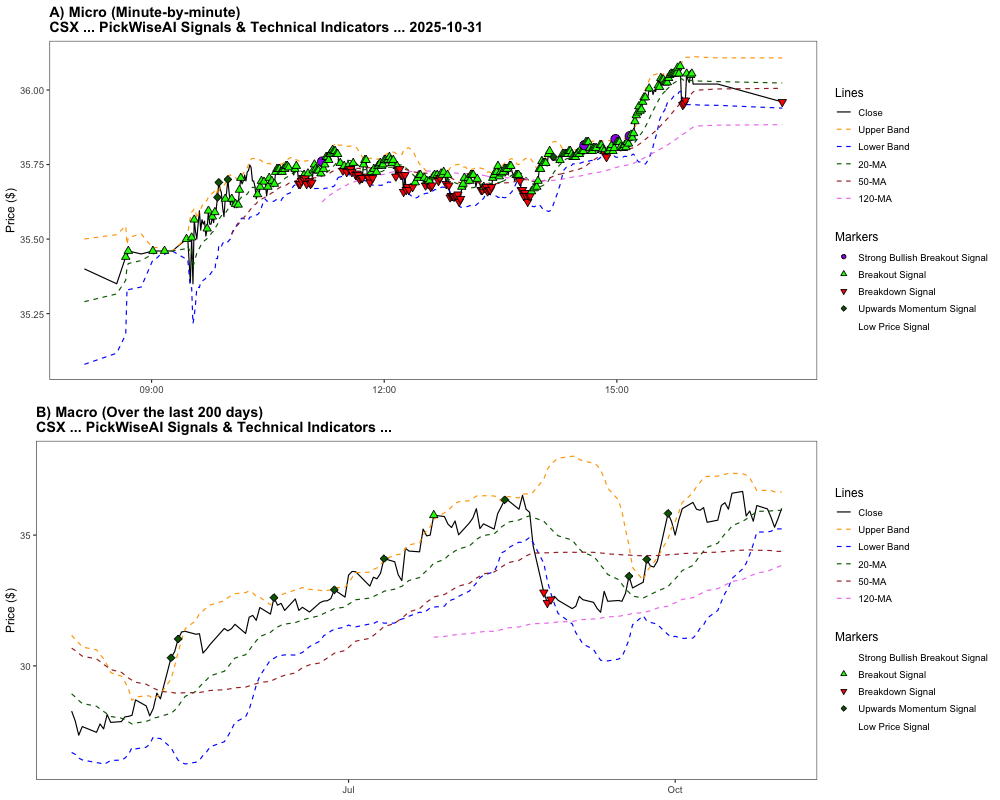 A) Micro (Minute-by-minute)
CSX ... PickWiseAI Signals & Technical Indicators ... 2025-10-31
Price ($)
36.00
35.75
35.50
35.25
09:00
12:00
15:00
Lines
Close
Upper Band
Lower Band
20-MA
50-MA
120-MA
Markers
Strong Bullish Breakout Signal
Breakout Signal
Breakdown Signal
Upwards Momentum Signal
Low Price Signal
B) Macro (Over the last 200 days)
CSX ... PickWiseAI Signals & Technical Indicators ...
Price ($)
35
30
Jul
Oct
Lines
Close
Upper Band
Lower Band
20-MA
50-MA
120-MA
Markers
Strong Bullish Breakout Signal
Breakout Signal
Breakdown Signal
Upwards Momentum Signal
Low Price Signal